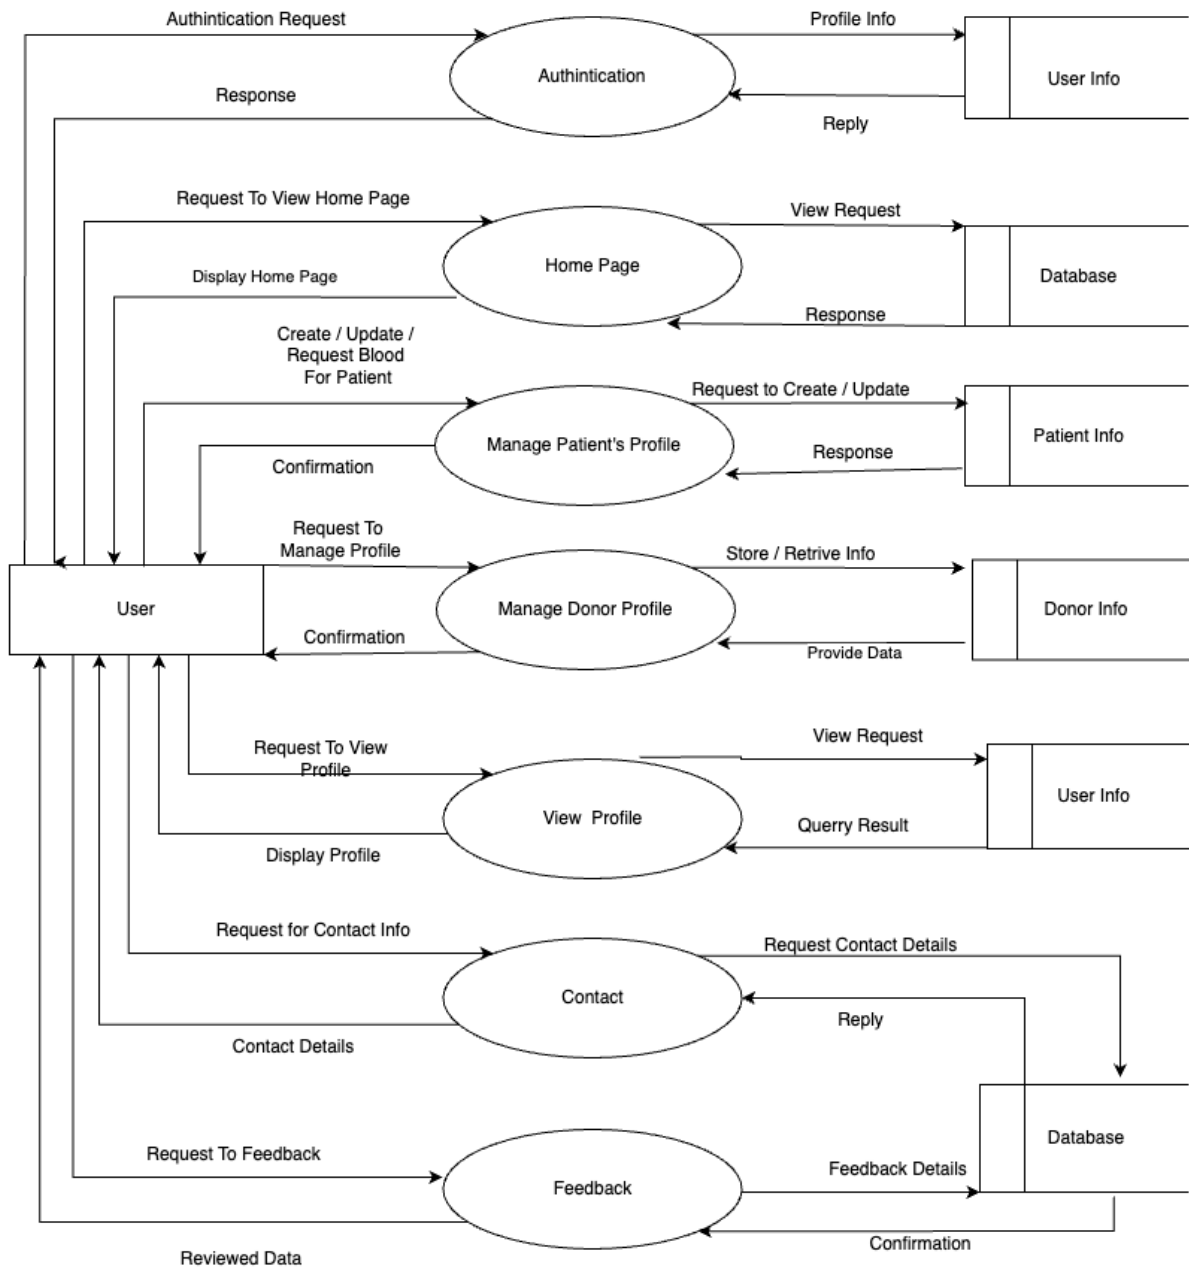 Authintication Request
Profile Info
Authintication
User Info
Response
Reply
Request To View Home Page
View Request
Home Page
Database
Display Home Page
Response
Create / Update /
Request Blood
For Patient
Request to Create / Update
Manage Patient's Profile
Patient Info
Confirmation
Response
Request To
Manage Profile
Store / Retrive Info
User
Manage Donor Profile
Donor Info
Confirmation
Provide Data
Request To View
Profile
View Request
View Profile
User Info
Querry Result
Display Profile
Request for Contact Info
Request Contact Details
Contact
Reply
Contact Details
Database
Request To Feedback
Feedback Details
Feedback
Confirmation
Reviewed Data